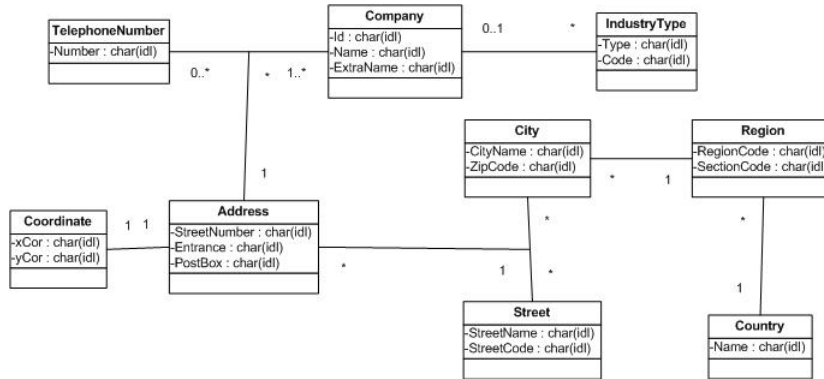 Company
-Id : char(idl)
-Name : char(idl)
-ExtraName : char(idl)
TelephoneNumber
-Number : char(idl)
IndustryType
-Type : char(idl)
-Code : char(idl)
0..1
*
0..*
*
1..*
City
-CityName : char(idl)
-ZipCode : char(idl)
Region
-RegionCode : char(idl)
-SectionCode : char(idl)
*
1
1
Address
-StreetNumber : char(idl)
-Entrance : char(idl)
-PostBox : char(idl)
Coordinate
-xCor : char(idl)
-yCor : char(idl)
1
1
*
*
*
1
*
1
Street
-StreetName : char(idl)
-StreetCode : char(idl)
Country
-Name : char(idl)